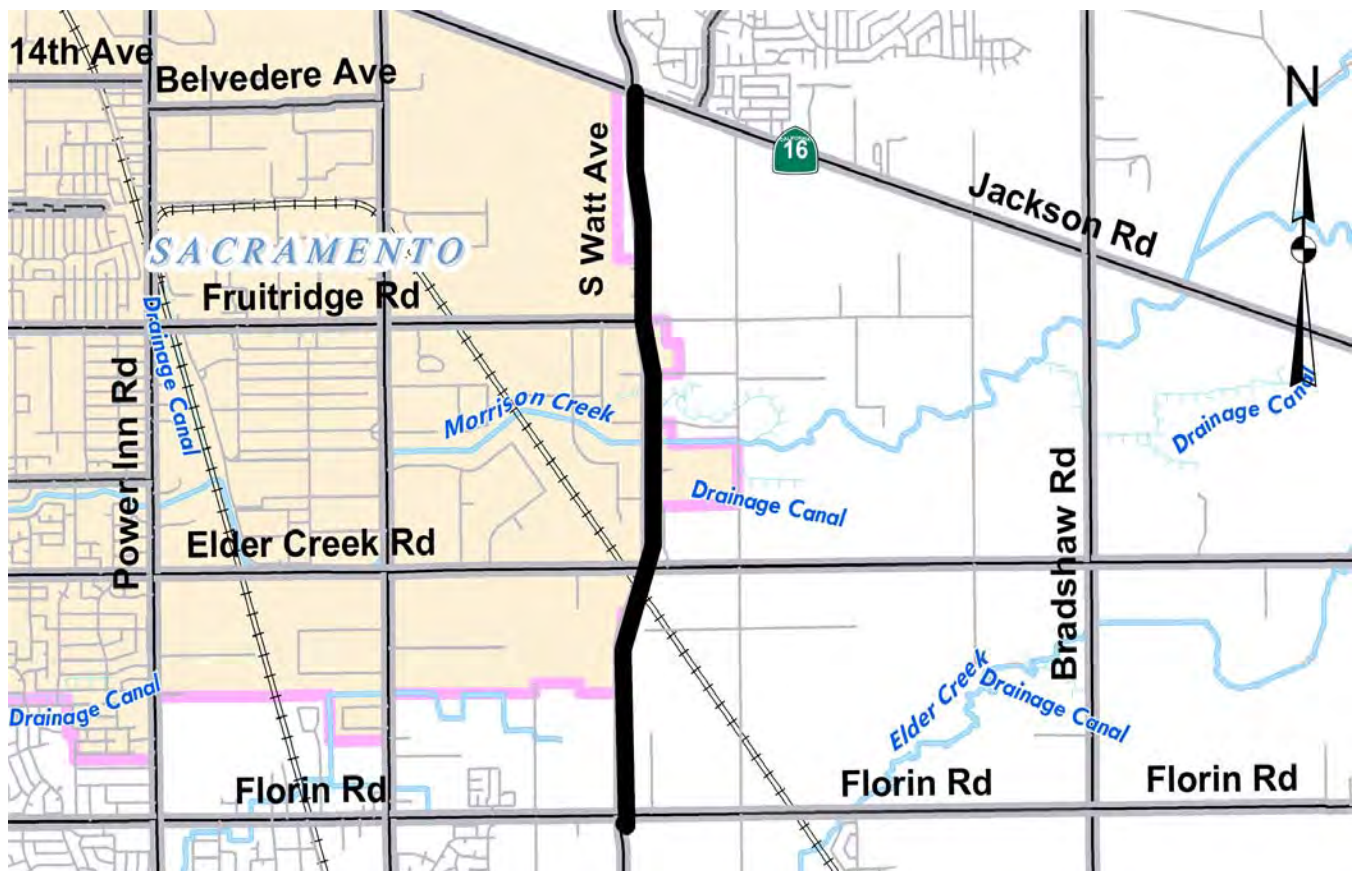 14th Ave
Belvedere Ave
N
S Watt Ave
CALIFORNIA
16
Jackson Rd
SACRAMENTO
Fruitridge Rd
Drainage Canal
Power Inn Rd
Morrison Creek
Drainage Canal
Drainage Canal
Bradshaw Rd
Elder Creek Rd
Elder Creek
Drainage Canal
Drainage Canal
Florin Rd
Florin Rd
Florin Rd